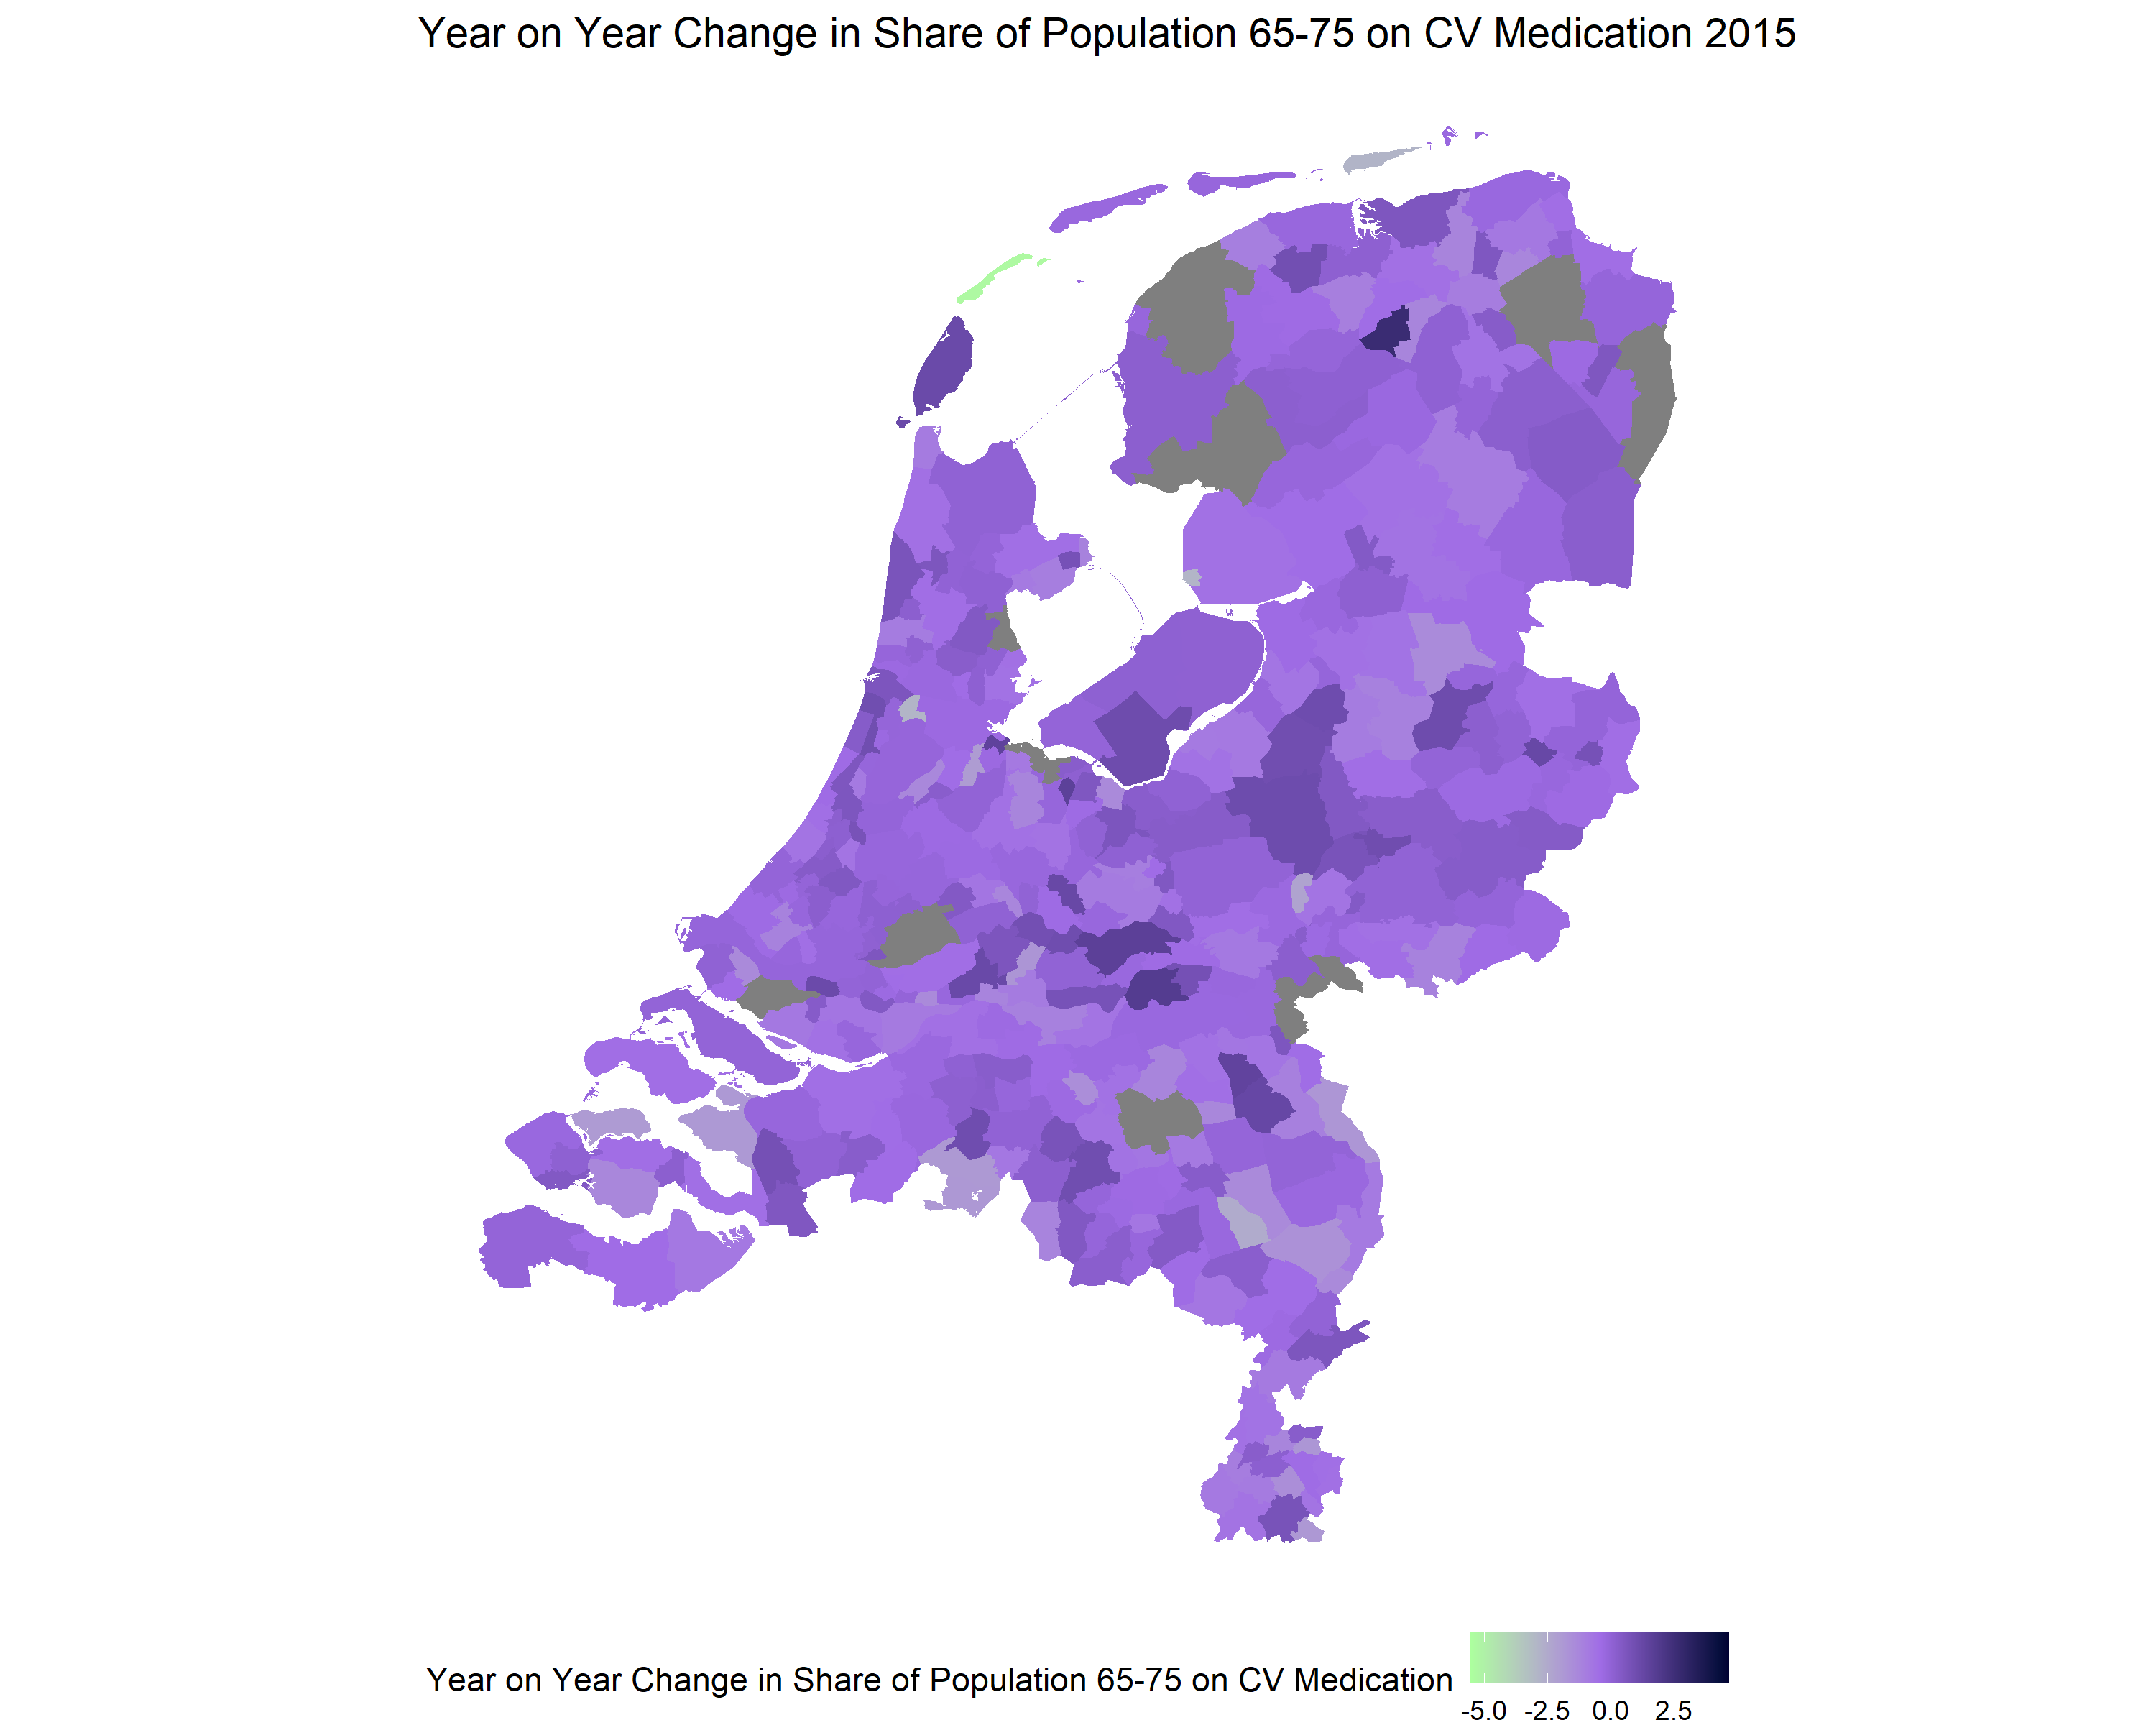 Year on Year Change in Share of Population 65-75 on CV Medication 2015
Year on Year Change in Share of Population 65-75 on CV Medication
-5.0 -2.5 0.0 2.5